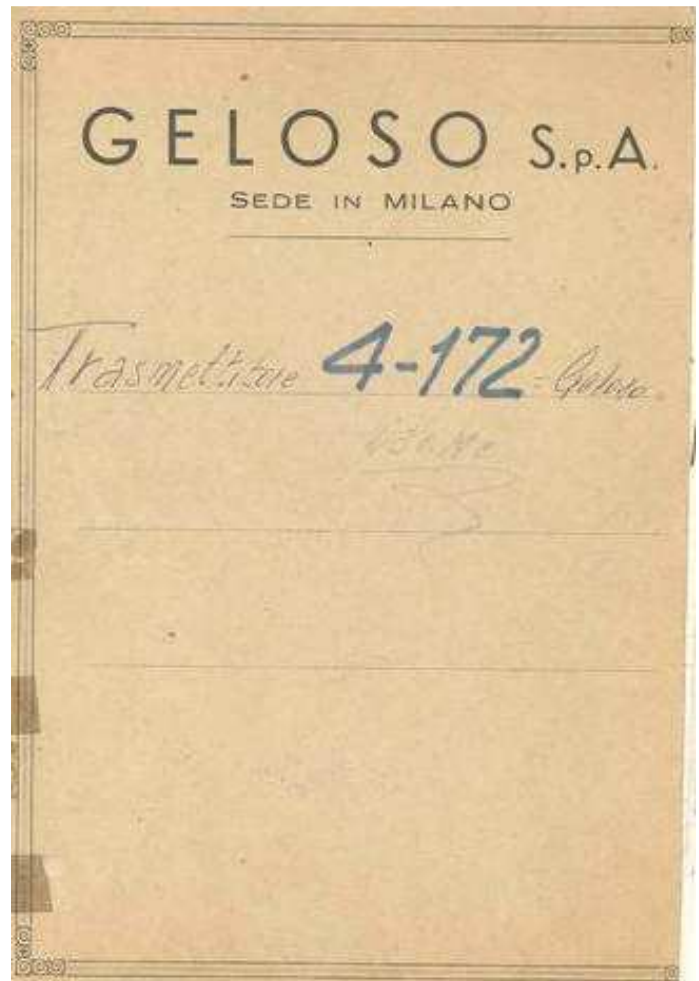 GELOSO S.p.A.
SEDE IN MILANO
Trasmettitore 4-172 = Geloso